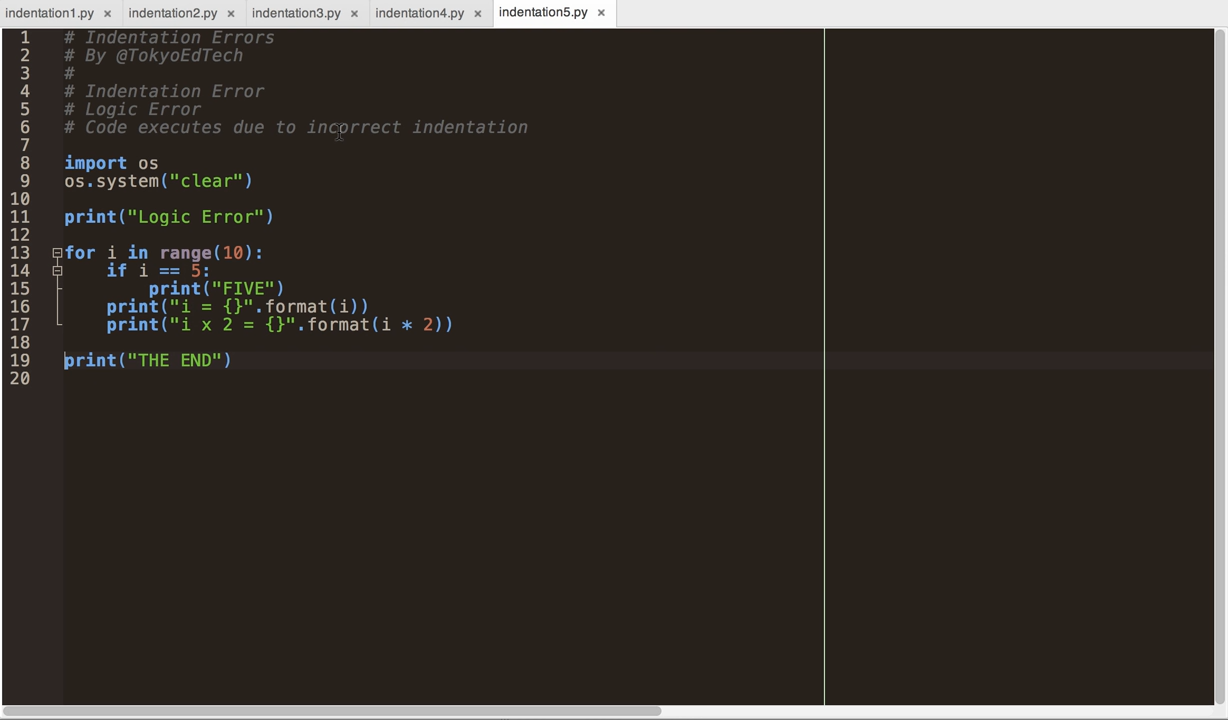 indentation1.py × indentation2.py × indentation3.py × indentation4.py × indentation5.py ×
1 # Indentation Errors
2 # By @TokyoEdTech
3 #
4 # Indentation Error
5 # Logic Error
6 # Code executes due to incorrect indentation
7
8 import os
9 os.system("clear")
10
11 print("Logic Error")
12
13 for i in range(10):
14     if i == 5:
15         print("FIVE")
16     print("i = {}".format(i))
17     print("i x 2 = {}".format(i * 2))
18
19 print("THE END")
20